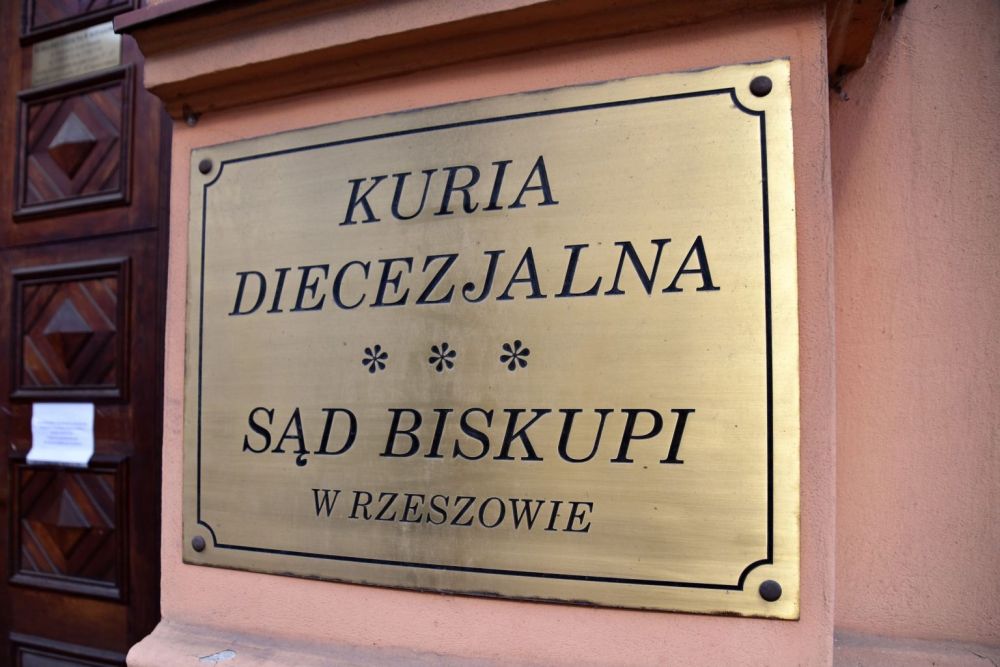 KURIA
DIECEZJALNA
* * *
SĄD BISKUPI
W RZESZOWIE